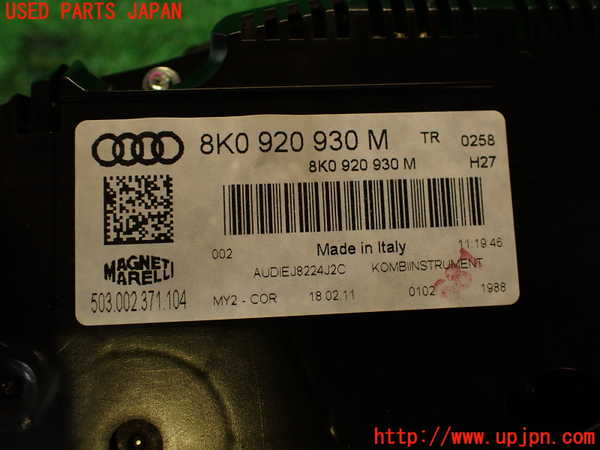 USED PARTS JAPAN
8K0 920 930 M TR 0258
8K0 920 930 M H27
002 Made in Italy 11:19:46
MAGNETI
MARELLI
AUDIEJ8224J2C KOMBIINSTRUMENT
503.002.371.104 MY2 - COR 18.02.11 0102 1988
http://www.upjpn.com/